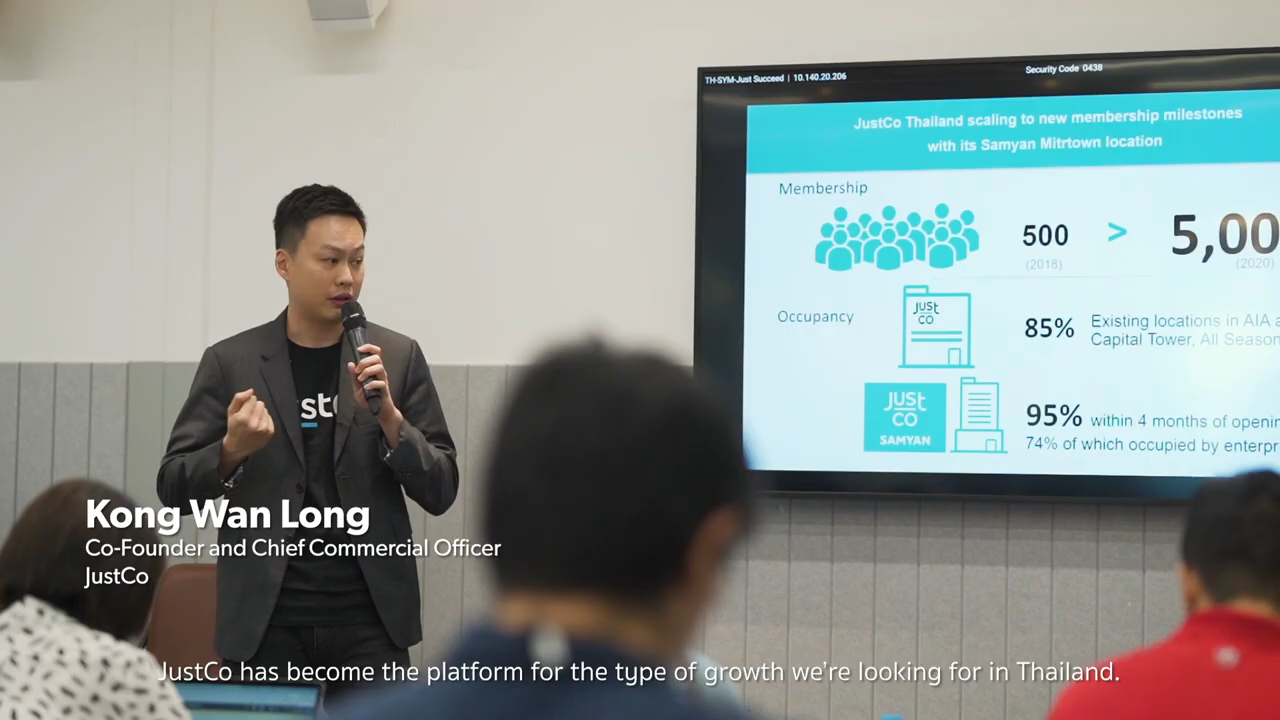 TH-SYM-Just Succeed | 10.140.20.206
Security Code 0438
JustCo Thailand scaling to new membership milestones
with its Samyan Mitrtown location
Membership
500
>
5,00
(2018)
(2020)
Occupancy
JUSt
CO
85%
Existing locations in AIA
Capital Tower, All Season
JUSt
CO
SAMYAN
95% within 4 months of openin
74% of which occupied by enterpr
st
Kong Wan Long
Co-Founder and Chief Commercial Officer
JustCo
JustCo has become the platform for the type of growth we're looking for in Thailand.